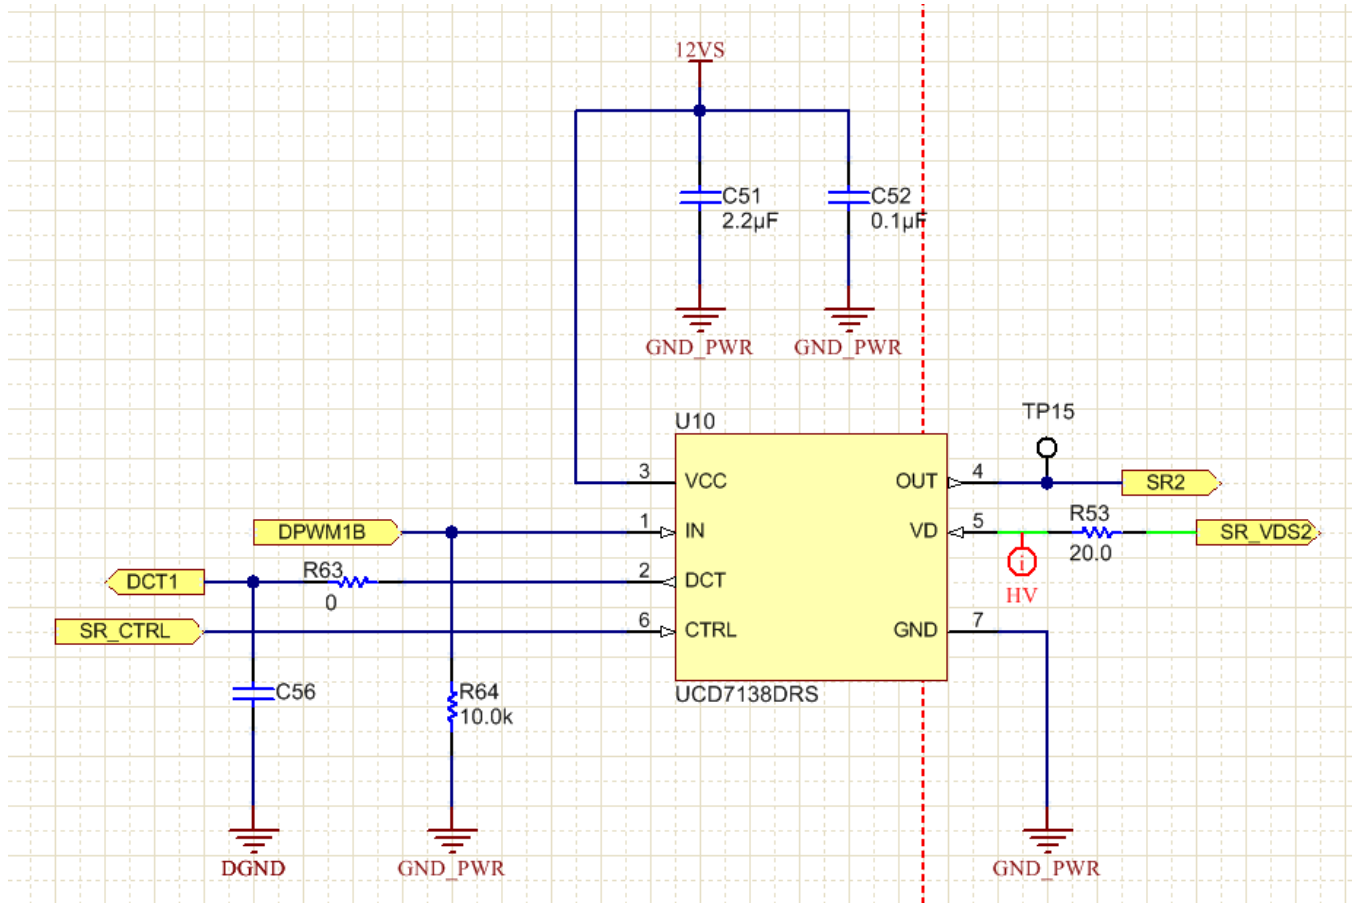 12VS
C51
2.2µF
C52
0.1µF
GND_PWR
GND_PWR
TP15
U10
3
VCC
OUT
4
SR2
DPWM1B
1
IN
VD
5
R53
20.0
SR_VDS2
i
HV
DCT1
R63
0
2
DCT
SR_CTRL
6
CTRL
GND
7
C56
R64
10.0k
UCD7138DRS
DGND
GND_PWR
GND_PWR